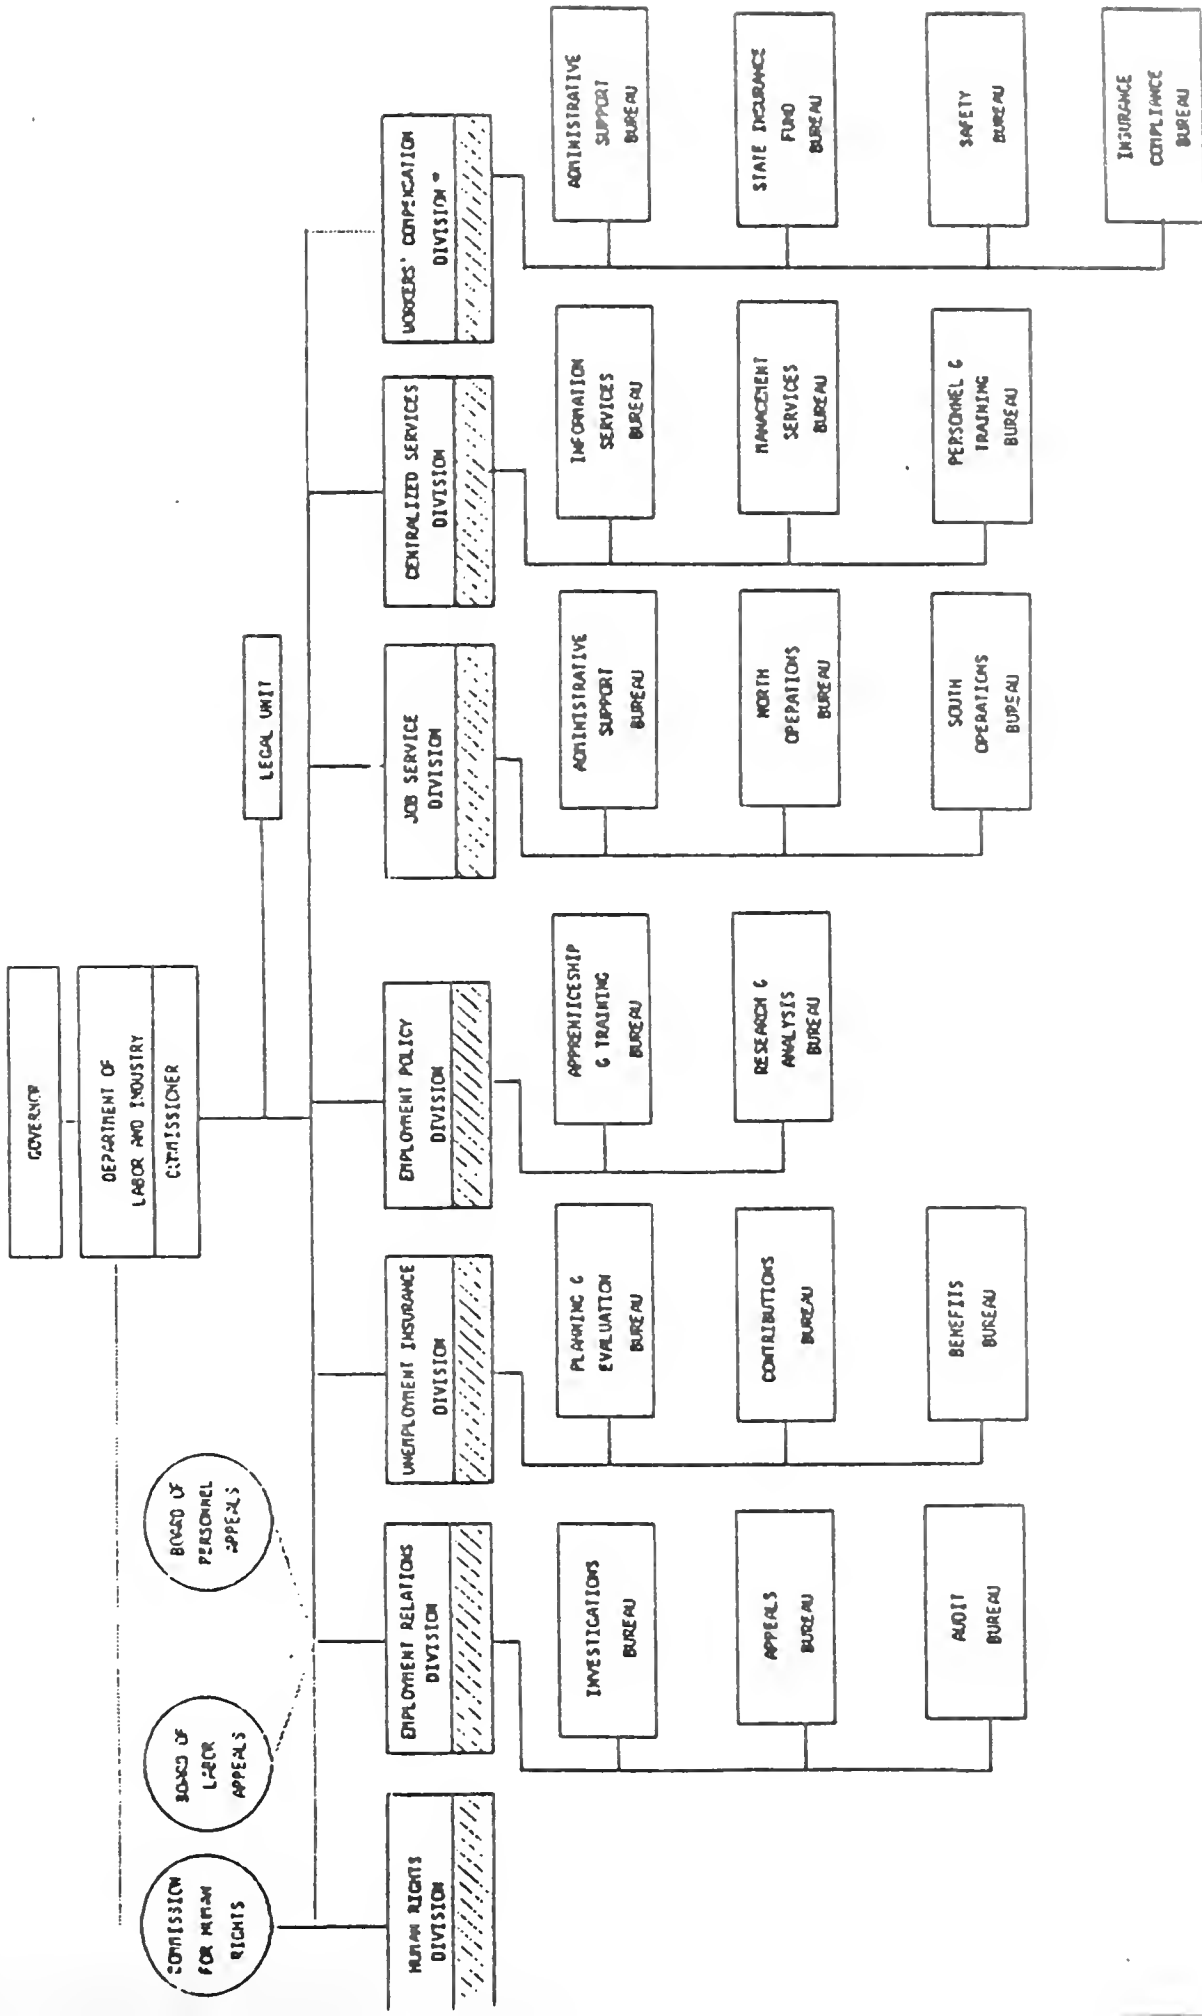 GOVERNOR
DEPARTMENT OF
LABOR AND INDUSTRY
COMMISSIONER
LEGAL UNIT
COMMISSION
FOR HUMAN
RIGHTS
BOARD OF
LABOR
APPEALS
BOARD OF
PERSONNEL
APPEALS
HUMAN RIGHTS
DIVISION
EMPLOYMENT RELATIONS
DIVISION
INVESTIGATIONS
BUREAU
APPEALS
BUREAU
AUDIT
BUREAU
UNEMPLOYMENT INSURANCE
DIVISION
PLANNING &
EVALUATION
BUREAU
CONTRIBUTIONS
BUREAU
BENEFITS
BUREAU
EMPLOYMENT POLICY
DIVISION
APPRENTICESHIP
& TRAINING
BUREAU
RESEARCH &
ANALYSIS
BUREAU
JOB SERVICE
DIVISION
ADMINISTRATIVE
SUPPORT
BUREAU
NORTH
OPERATIONS
BUREAU
SOUTH
OPERATIONS
BUREAU
CENTRALIZED SERVICES
DIVISION
INFORMATION
SERVICES
BUREAU
MANAGEMENT
SERVICES
BUREAU
PERSONNEL &
TRAINING
BUREAU
WORKERS' COMPENSATION
DIVISION *
ADMINISTRATIVE
SUPPORT
BUREAU
STATE INSURANCE
FUND
BUREAU
SAFETY
BUREAU
INSURANCE
COMPLIANCE
BUREAU